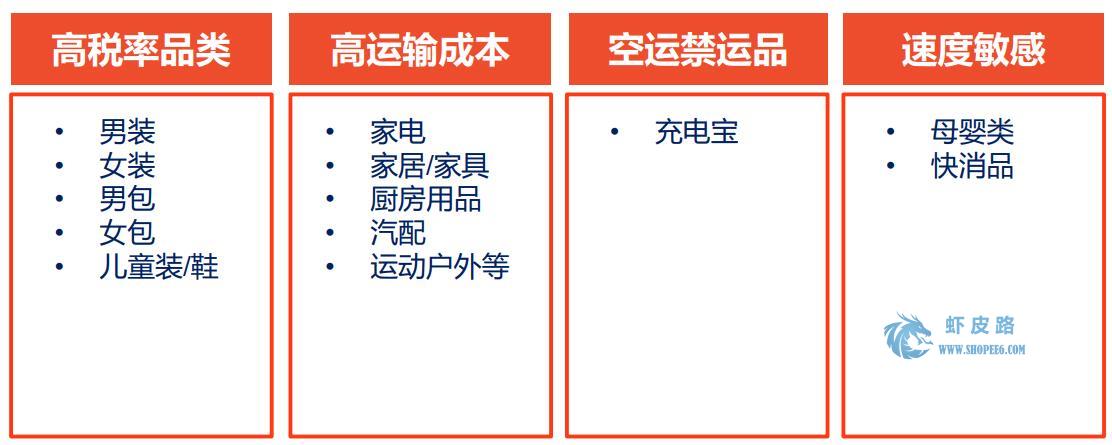 高税率品类
• 男装
• 女装
• 男包
• 女包
• 儿童装/鞋
高运输成本
• 家电
• 家居/家具
• 厨房用品
• 汽配
• 运动户外等
空运禁运品
• 充电宝
速度敏感
• 母婴类
• 快消品
虾皮路
WWW.SHOPEE6.COM